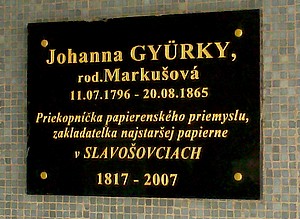 Johanna GYÜRKY,
rod.Markušová
11.07.1796 - 20.08.1865
Priekopníčka papierenského priemyslu,
zakladateľka najstaršej papierne
v SLAVOŠOVCIACH
1817 - 2007